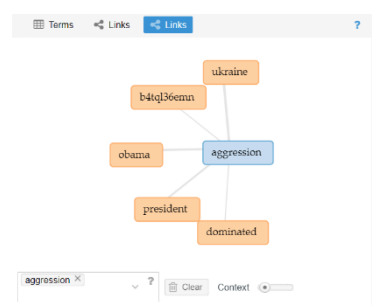 Terms Links Links ?
ukraine
b4tql36emn
obama
aggression
president
dominated
aggression × ? Clear Context